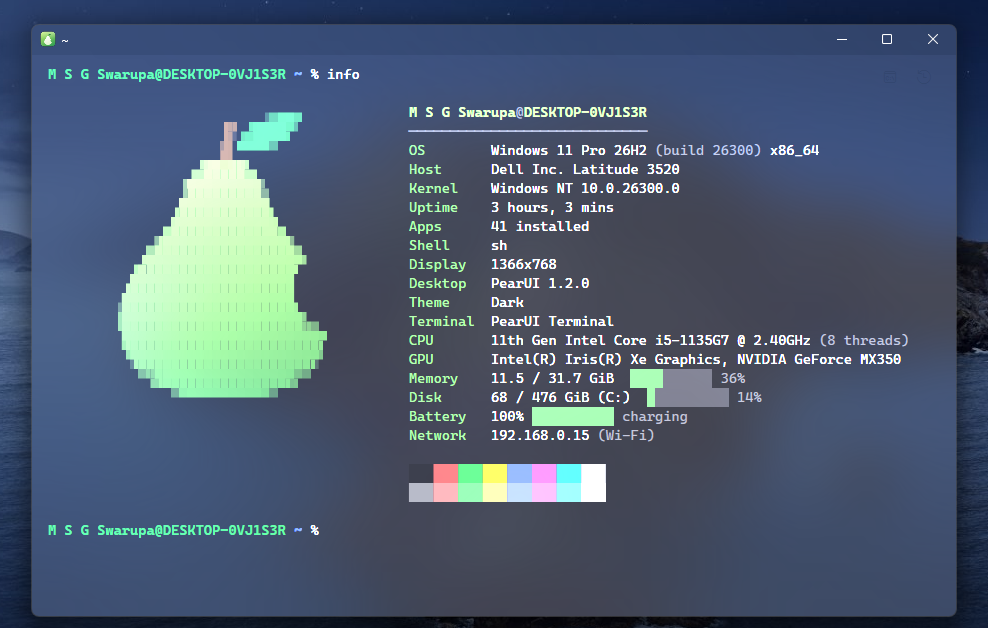 ~
M S G Swarupa@DESKTOP-0VJ1S3R ~ % info
M S G Swarupa@DESKTOP-0VJ1S3R
OS Windows 11 Pro 26H2 (build 26300) x86_64
Host Dell Inc. Latitude 3520
Kernel Windows NT 10.0.26300.0
Uptime 3 hours, 3 mins
Apps 41 installed
Shell sh
Display 1366x768
Desktop PearUI 1.2.0
Theme Dark
Terminal PearUI Terminal
CPU 11th Gen Intel Core i5-1135G7 @ 2.40GHz (8 threads)
GPU Intel(R) Iris(R) Xe Graphics, NVIDIA GeForce MX350
Memory 11.5 / 31.7 GiB 36%
Disk 68 / 476 GiB (C:) 14%
Battery 100% charging
Network 192.168.0.15 (Wi-Fi)
M S G Swarupa@DESKTOP-0VJ1S3R ~ %